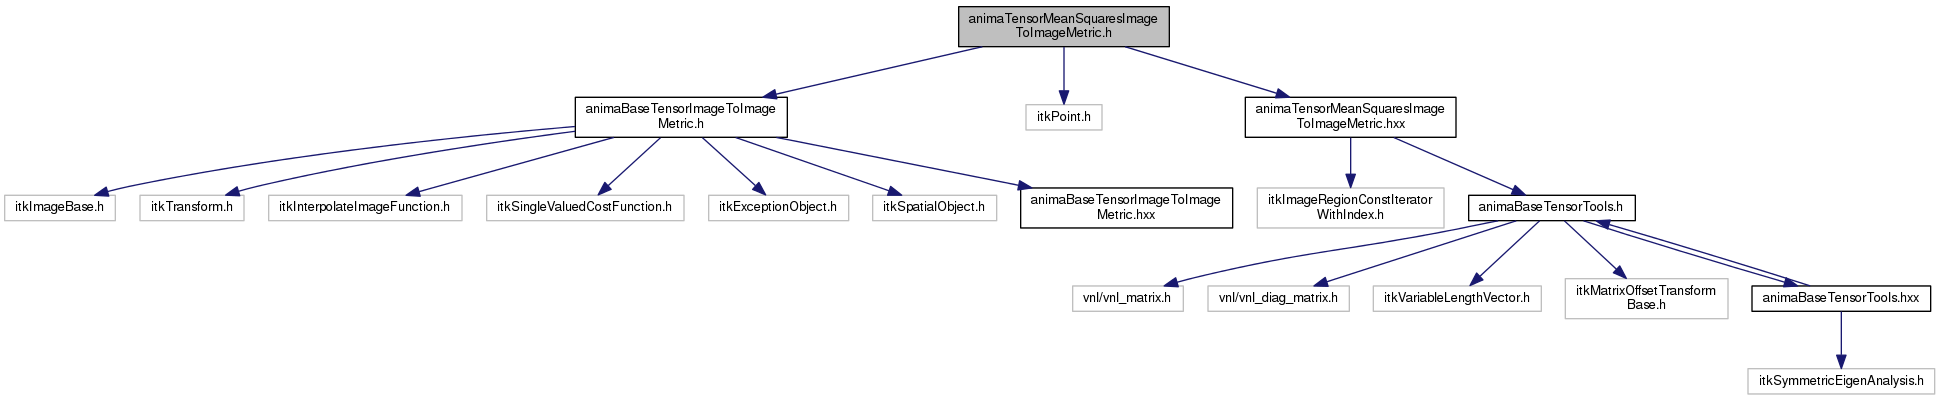 animaTensorMeanSquaresImage
ToImageMetric.h
animaBaseTensorImageToImage
Metric.h
itkPoint.h
animaTensorMeanSquaresImage
ToImageMetric.hxx
itkImageBase.h
itkTransform.h
itkInterpolateImageFunction.h
itkSingleValuedCostFunction.h
itkExceptionObject.h
itkSpatialObject.h
animaBaseTensorImageToImage
Metric.hxx
itkImageRegionConstIterator
WithIndex.h
animaBaseTensorTools.h
vnl/vnl_matrix.h
vnl/vnl_diag_matrix.h
itkVariableLengthVector.h
itkMatrixOffsetTransform
Base.h
animaBaseTensorTools.hxx
itkSymmetricEigenAnalysis.h